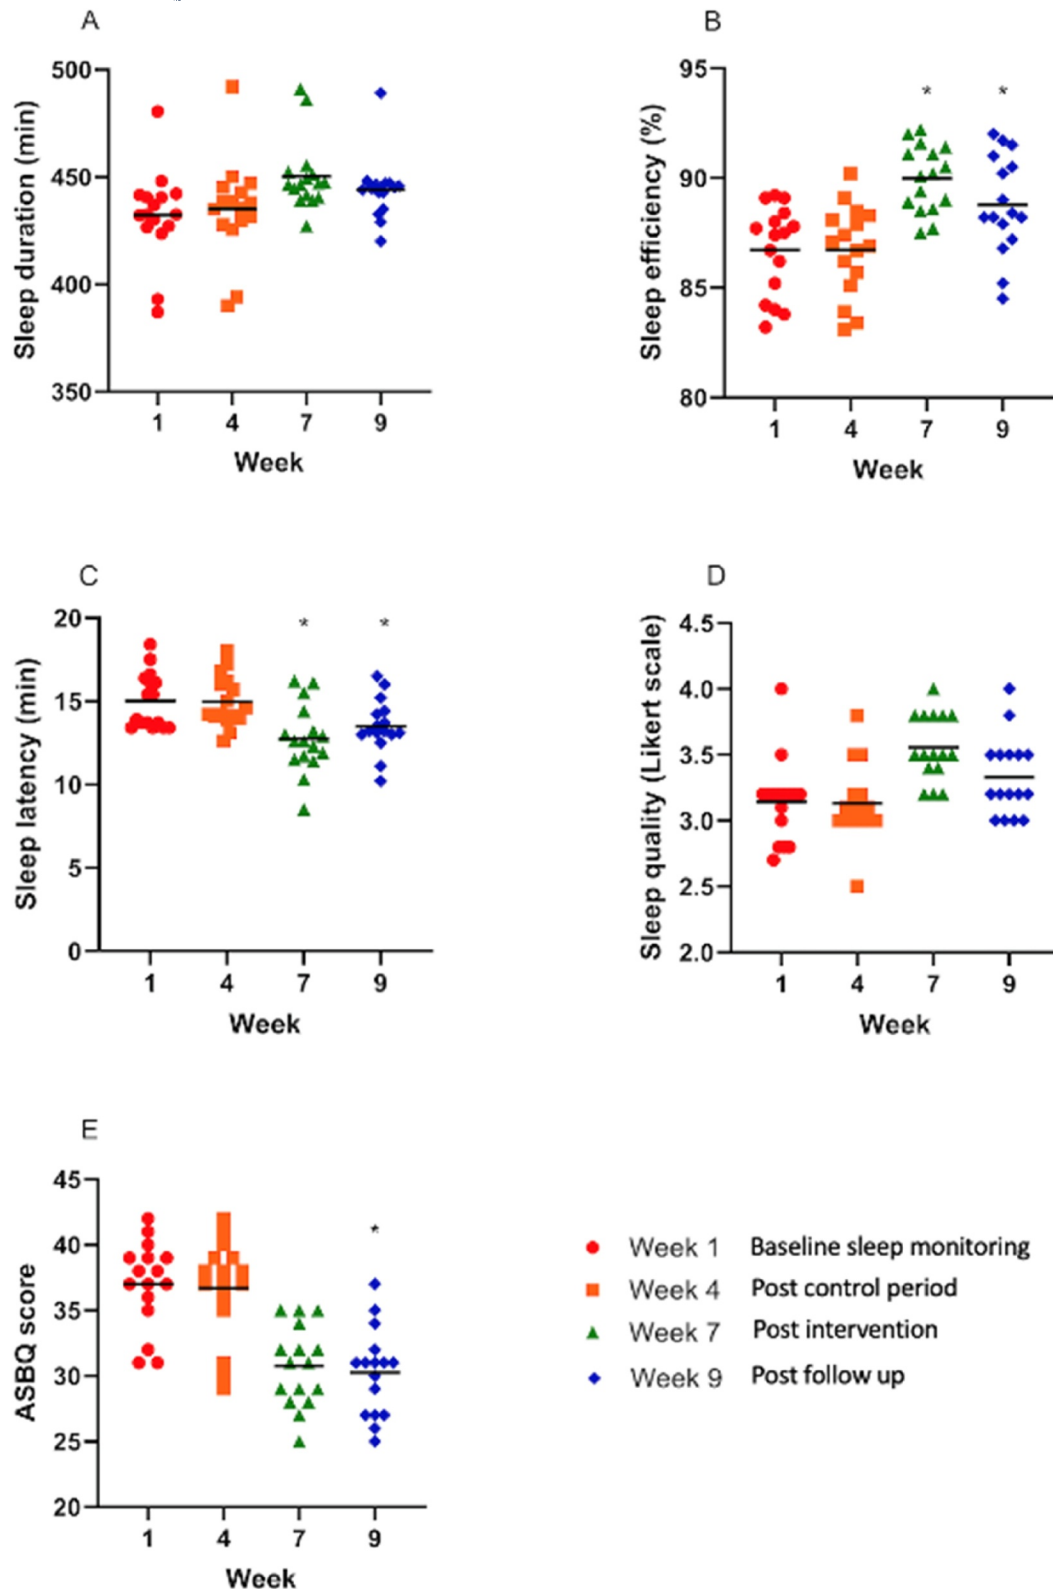 A
Sleep duration (min)
500
450
400
350
1 4 7 9
Week
B
Sleep efficiency (%)
95
90
85
80
* *
1 4 7 9
Week
C
Sleep latency (min)
20
15
10
5
0
* *
1 4 7 9
Week
D
Sleep quality (Likert scale)
4.5
4.0
3.5
3.0
2.5
2.0
1 4 7 9
Week
E
ASBQ score
45
40
35
30
25
20
*
1 4 7 9
Week
Week 1 Baseline sleep monitoring
Week 4 Post control period
Week 7 Post intervention
Week 9 Post follow up